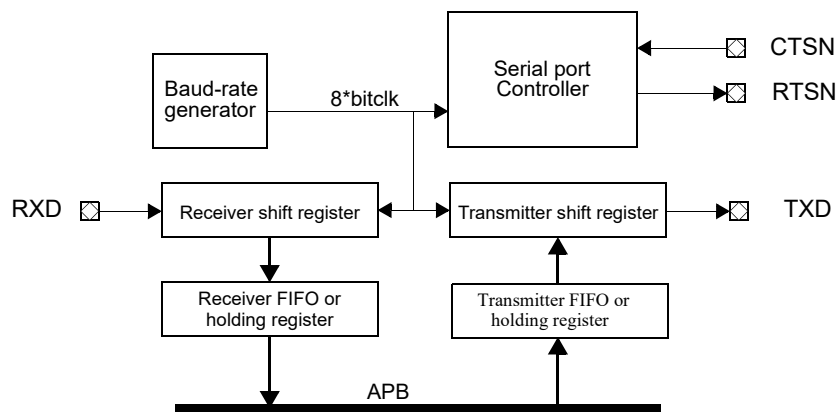 CTSN
Baud-rate
generator
Serial port
Controller
8*bitclk
RTSN
RXD
Receiver shift register
Transmitter shift register
TXD
Receiver FIFO or
holding register
Transmitter FIFO or
holding register
APB